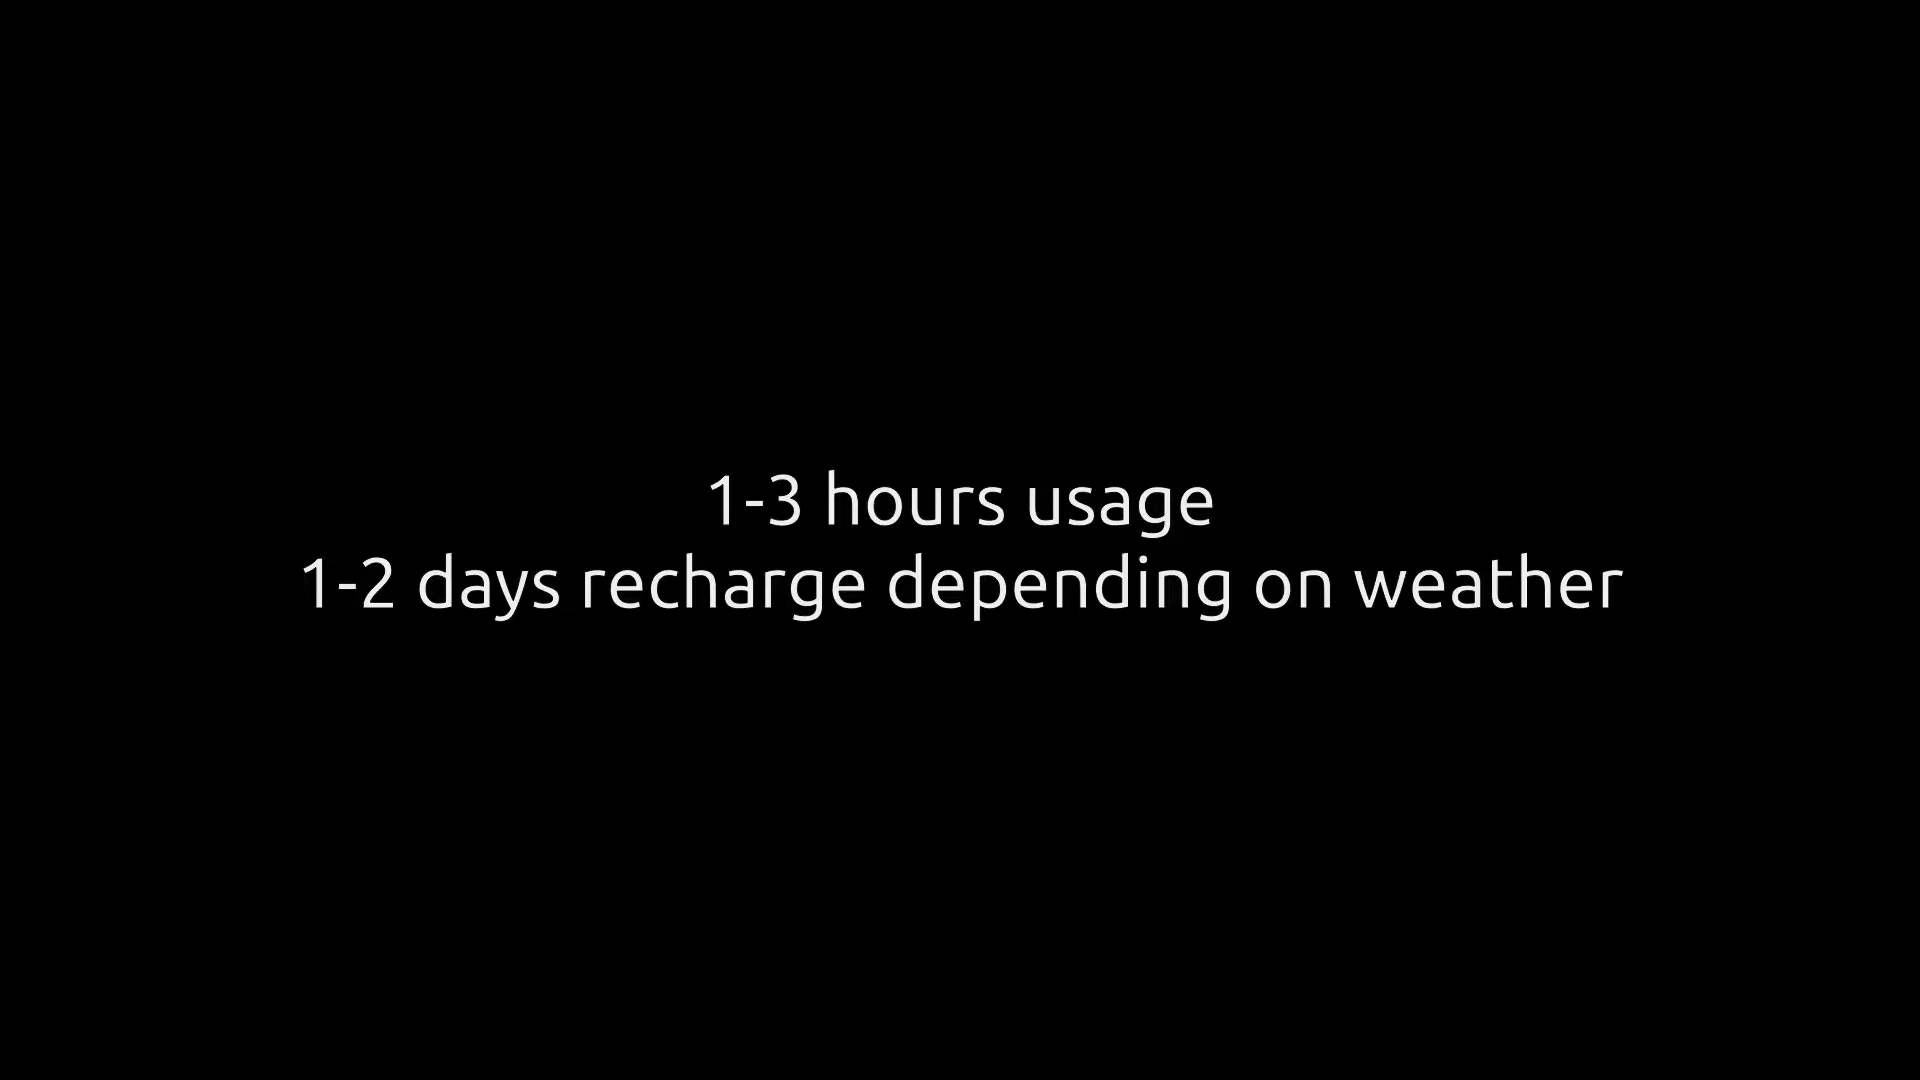 1-3 hours usage
1-2 days recharge depending on weather